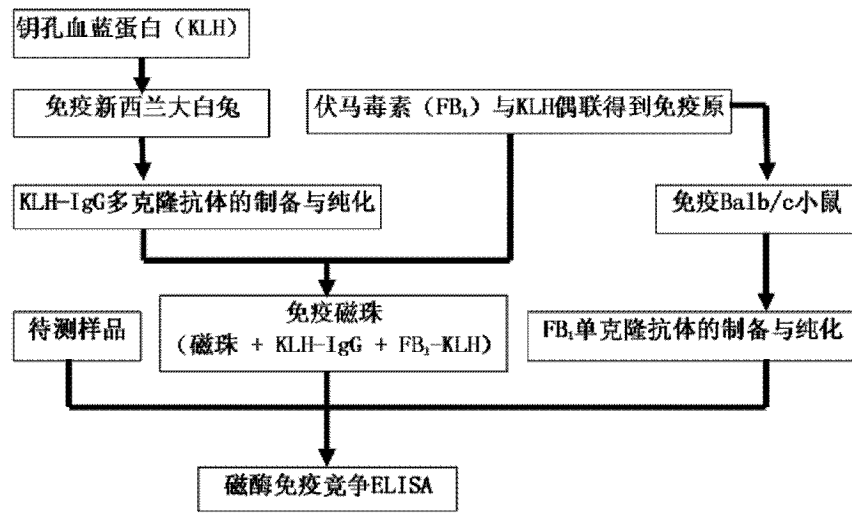 钥孔血蓝蛋白（KLH）
免疫新西兰大白兔
伏马毒素（FB₁）与KLH偶联得到免疫原
KLH-IgG多克隆抗体的制备与纯化
免疫Balb/c小鼠
待测样品
免疫磁珠
（磁珠 + KLH-IgG + FB₁-KLH）
FB₁单克隆抗体的制备与纯化
磁酶免疫竟争ELISA